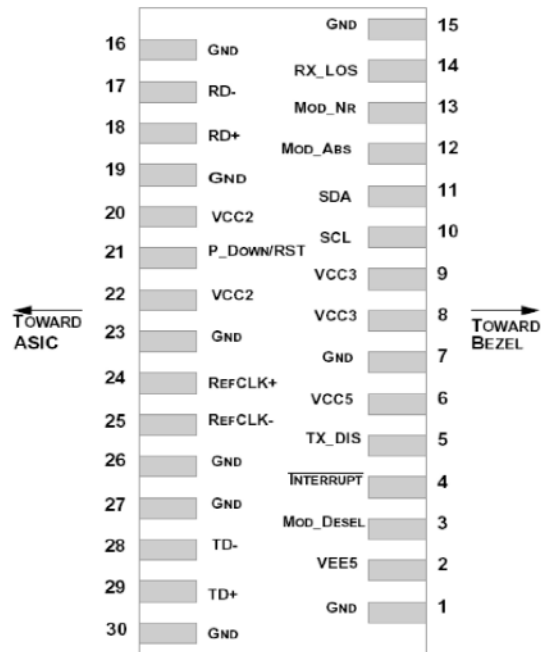 16 GND
17 RD-
18 RD+
19 GND
20 VCC2
21 P_DOWN/RST
22 VCC2
23 GND
24 REFCLK+
25 REFCLK-
26 GND
27 GND
28 TD-
29 TD+
30 GND
TOWARD
ASIC
GND 15
RX_LOS 14
MOD_NR 13
MOD_ABS 12
SDA 11
SCL 10
VCC3 9
VCC3 8
GND 7
VCC5 6
TX_DIS 5
INTERRUPT 4
MOD_DESEL 3
VEE5 2
GND 1
TOWARD
BEZEL